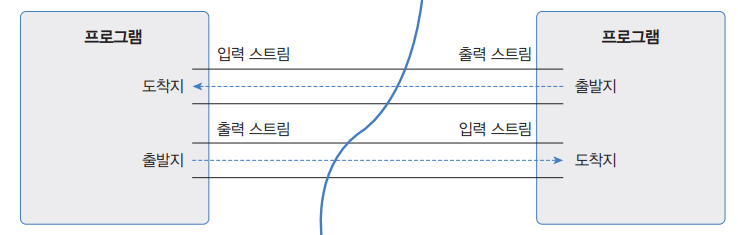 프로그램
프로그램
입력 스트림
출력 스트림
도착지
출발지
출력 스트림
입력 스트림
출발지
도착지